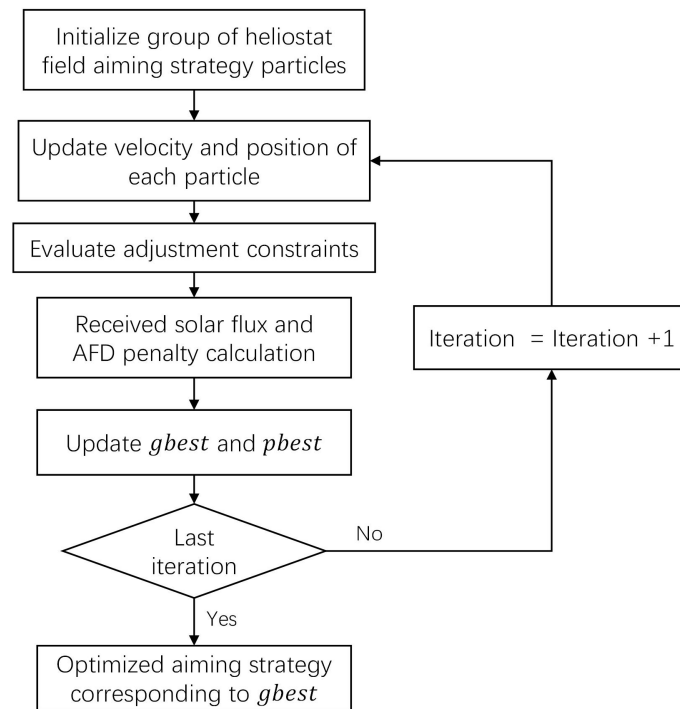 Initialize group of heliostat
field aiming strategy particles
Update velocity and position of
each particle
Evaluate adjustment constraints
Received solar flux and
AFD penalty calculation
Iteration = Iteration +1
Update gbest and pbest
Last
iteration
No
Yes
Optimized aiming strategy
corresponding to gbest